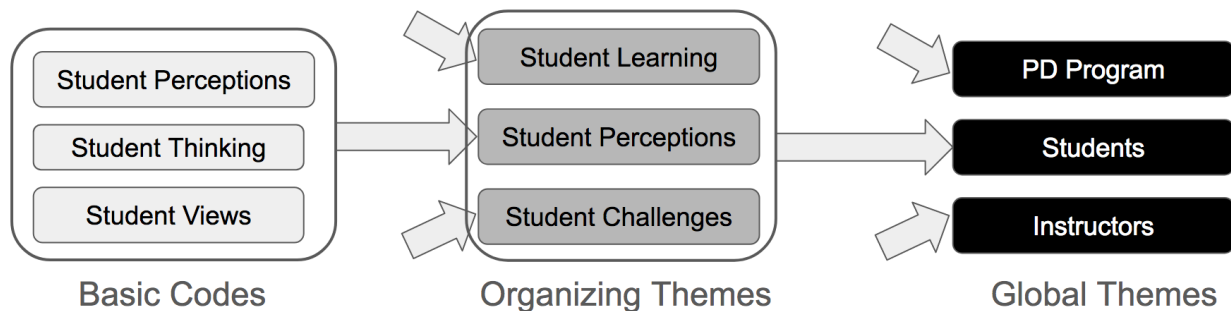 Student Perceptions
Student Thinking
Student Views
Basic Codes
Student Learning
Student Perceptions
Student Challenges
Organizing Themes
PD Program
Students
Instructors
Global Themes